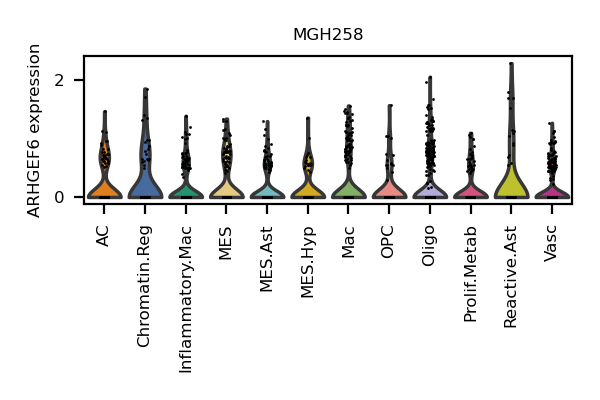 MGH258
ARHGEF6 expression
2
0
AC
Chromatin.Reg
Inflammatory.Mac
MES
MES.Ast
MES.Hyp
Mac
OPC
Oligo
Prolif.Metab
Reactive.Ast
Vasc